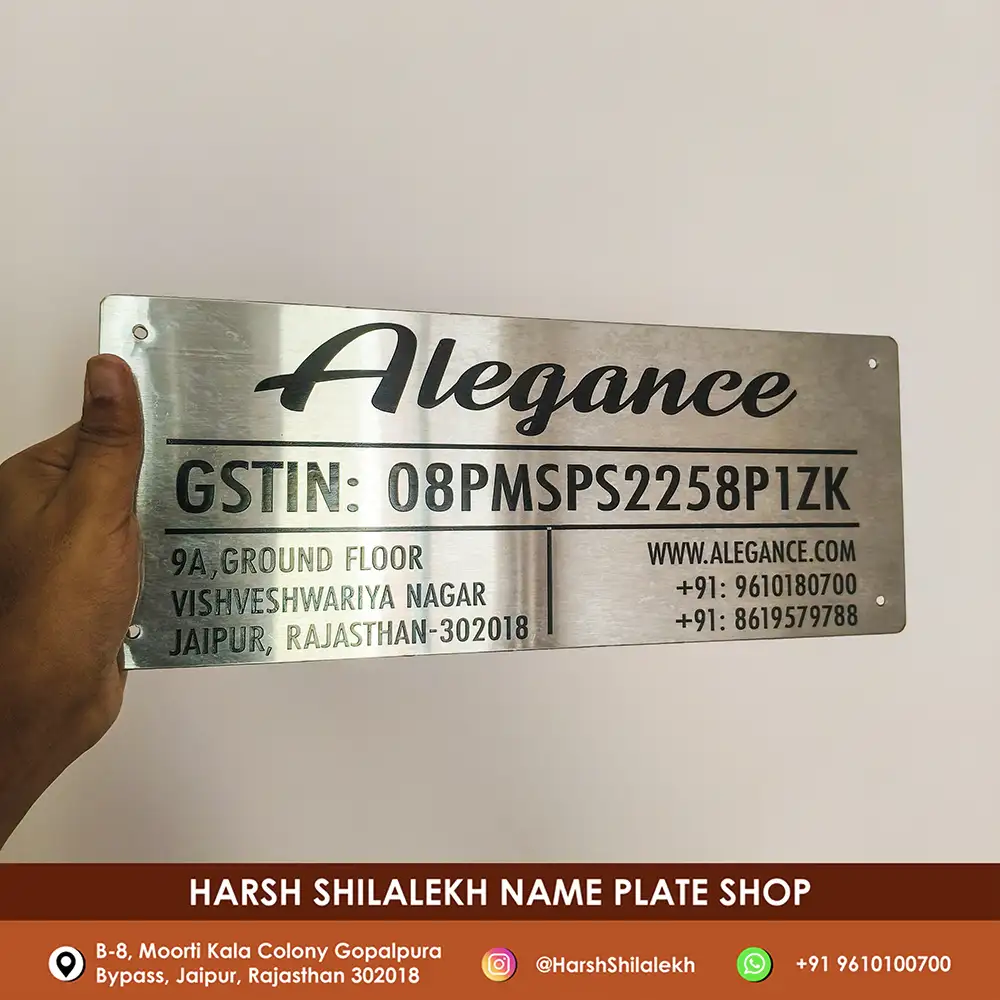 Alegance
GSTIN: 08PMSPS2258P1ZK
9A,GROUND FLOOR
VISHVESHWARIYA NAGAR
JAIPUR, RAJASTHAN-302018
WWW.ALEGANCE.COM
+91: 9610180700
+91: 8619579788
HARSH SHILALEKH NAME PLATE SHOP
B-8, Moorti Kala Colony Gopalpura
Bypass, Jaipur, Rajasthan 302018
@HarshShilalekh
+91 9610100700